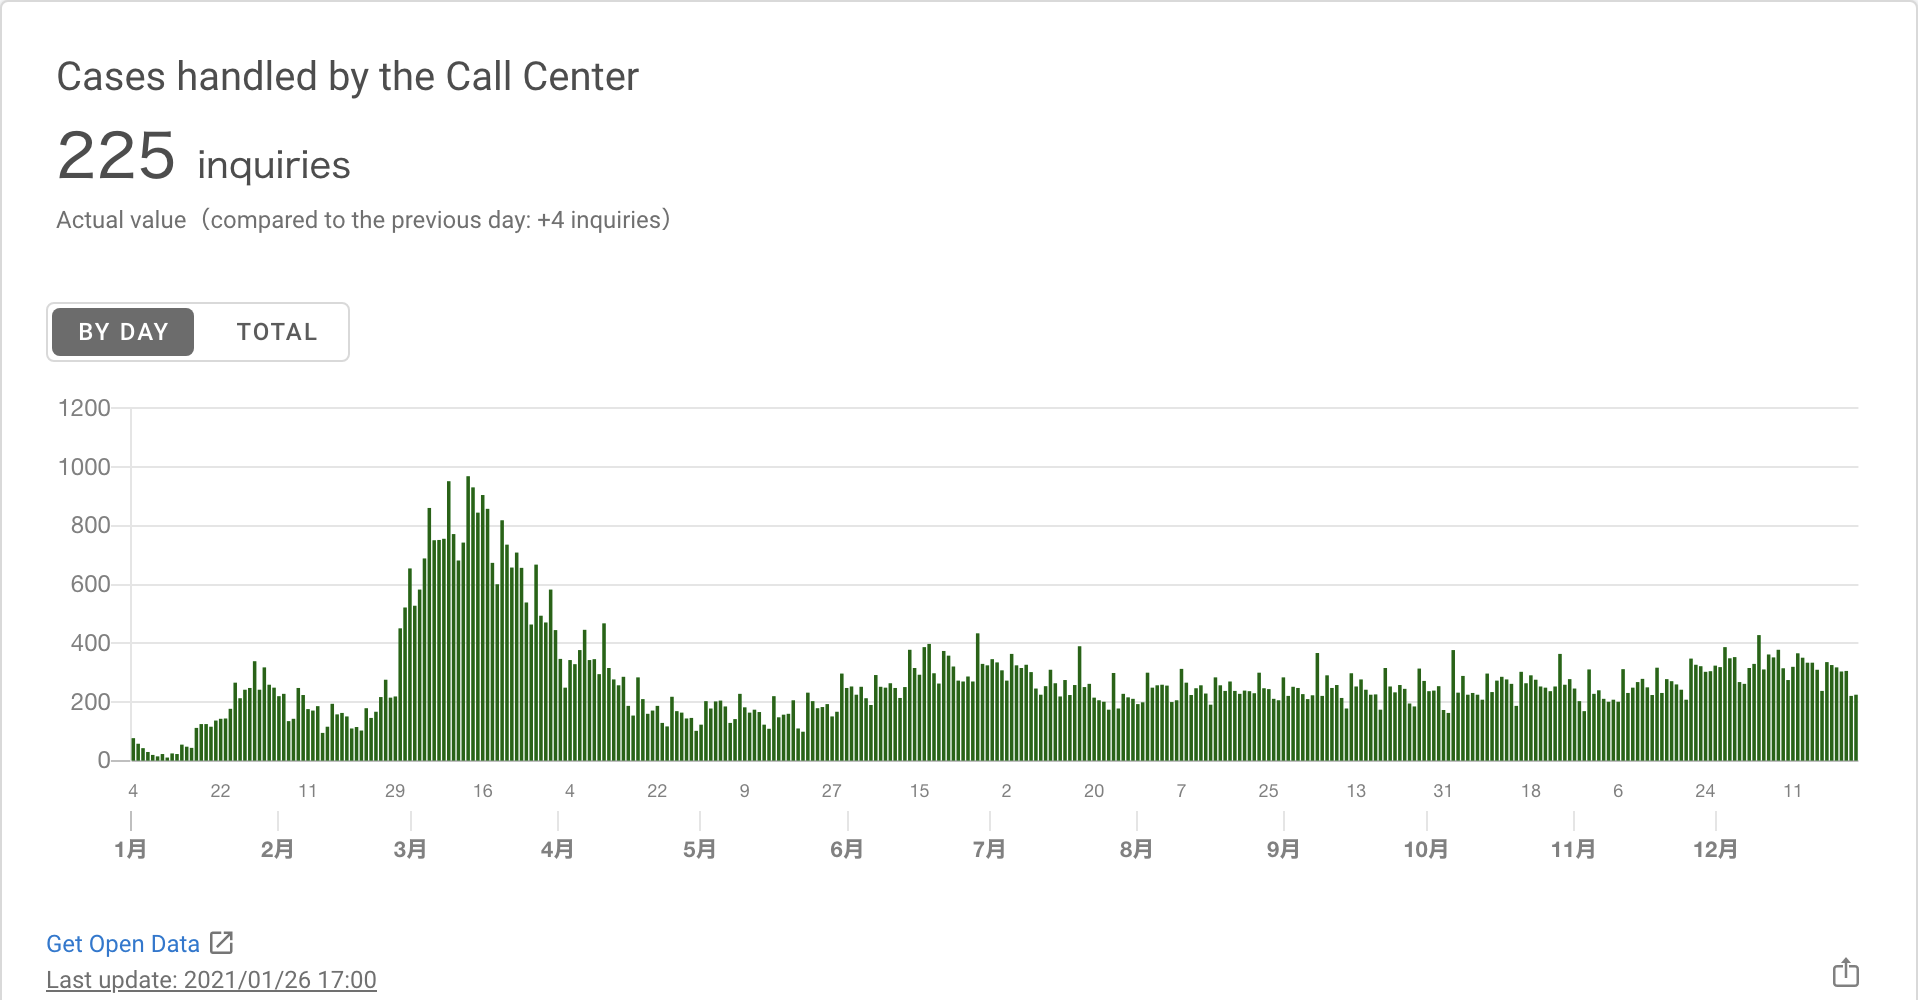 Cases handled by the Call Center
225 inquiries
Actual value（compared to the previous day: +4 inquiries）
BY DAY TOTAL
1200
1000
800
600
400
200
0
4 22 11 29 16 4 22 9 27 15 2 20 7 25 13 31 18 6 24 11
1月 2月 3月 4月 5月 6月 7月 8月 9月 10月 11月 12月
Get Open Data
Last update: 2021/01/26 17:00